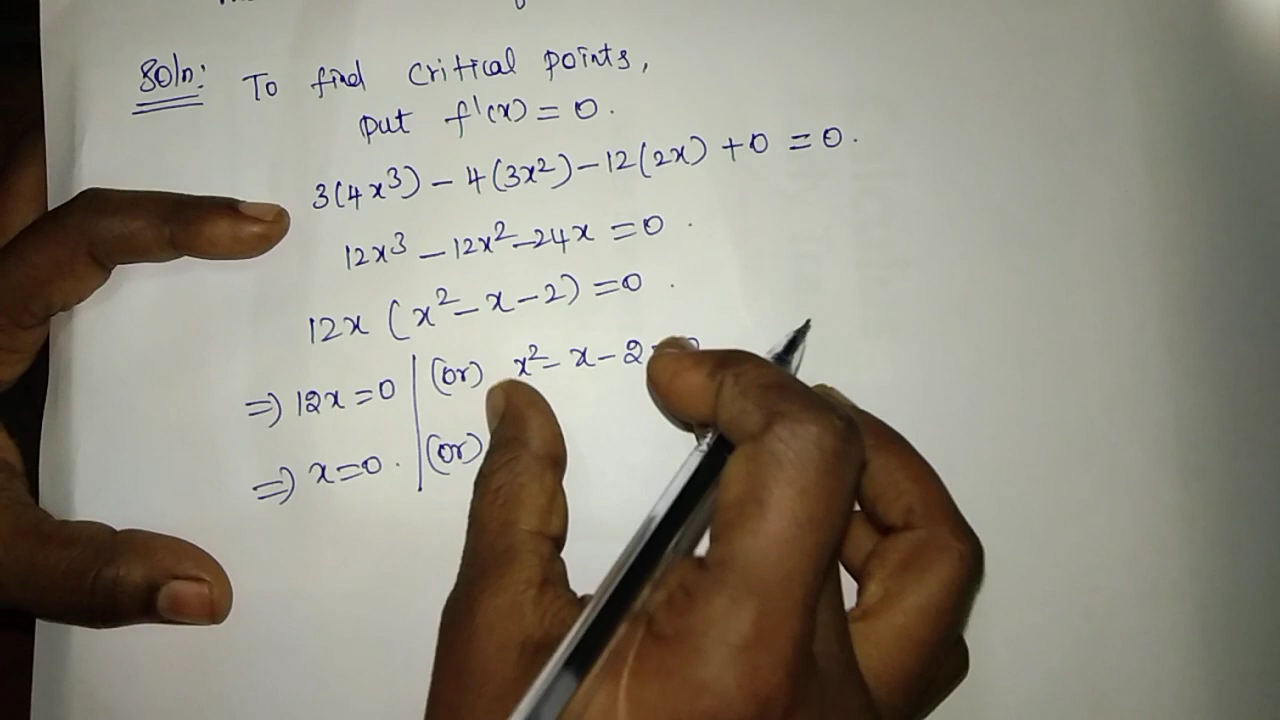 Soln: To find critical points,
put f'(x) = 0.
3(4x³) - 4(3x²) - 12(2x) + 0 = 0.
12x³ - 12x² - 24x = 0.
12x (x² - x - 2) = 0.
⇒ 12x = 0 | (or) x² - x - 2
⇒ x = 0. | (or)